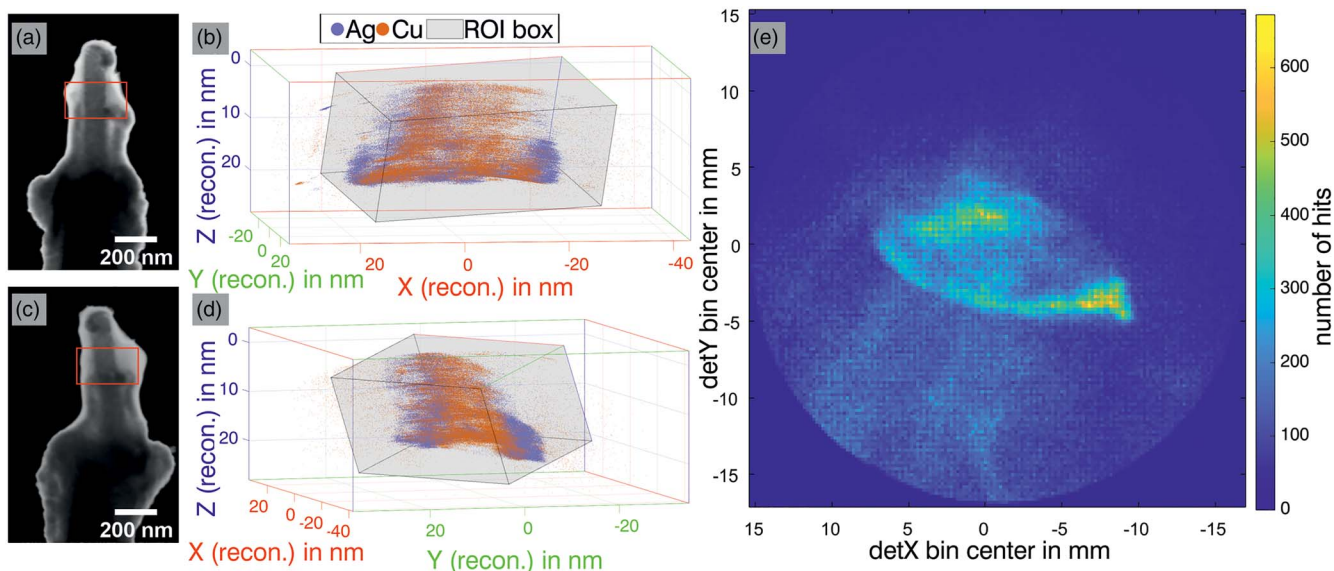 (a)
200 nm
(b)
Ag Cu ROI box
0
10
20
Z (recon.) in nm
-20
0
20
Y (recon.) in nm
20
0
-20
-40
X (recon.) in nm
(c)
200 nm
(d)
0
10
20
Z (recon.) in nm
20
0
-20
-40
X (recon.) in nm
20
0
-20
Y (recon.) in nm
(e)
15
10
5
0
-5
-10
-15
detY bin center in mm
15
10
5
0
-5
-10
-15
detX bin center in mm
600
500
400
300
200
100
0
number of hits